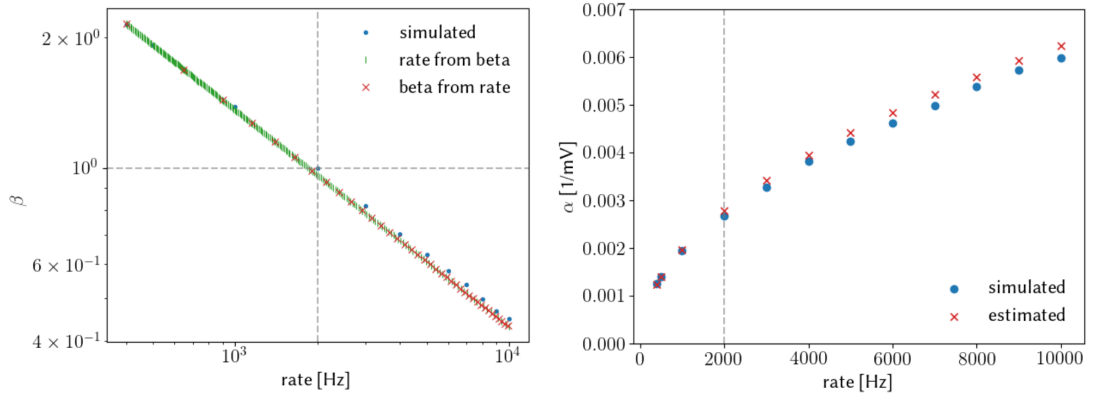 2 × 10⁰
10⁰
6 × 10⁻¹
4 × 10⁻¹
β
10³
10⁴
rate [Hz]
simulated
rate from beta
beta from rate
0.007
0.006
0.005
0.004
0.003
0.002
0.001
0.000
α [1/mV]
0
2000
4000
6000
8000
10000
rate [Hz]
simulated
estimated